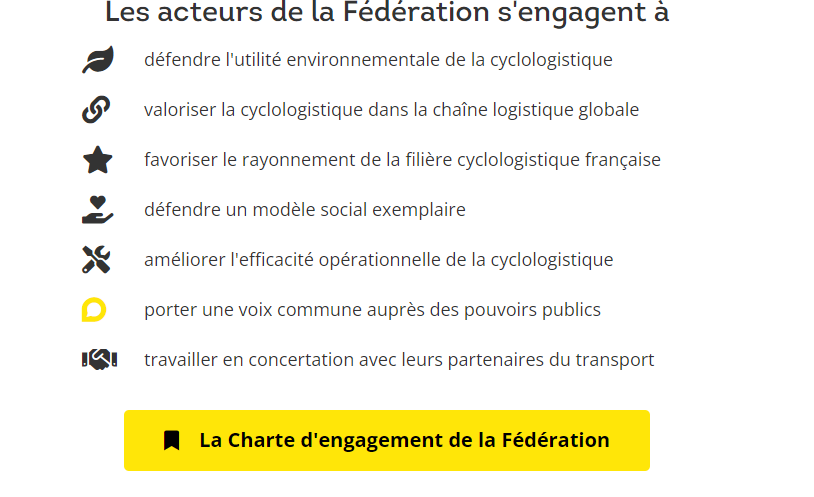 Les acteurs de la Fédération s'engagent à
défendre l'utilité environnementale de la cyclologistique
valoriser la cyclologistique dans la chaîne logistique globale
favoriser le rayonnement de la filière cyclologistique française
défendre un modèle social exemplaire
améliorer l'efficacité opérationnelle de la cyclologistique
porter une voix commune auprès des pouvoirs publics
travailler en concertation avec leurs partenaires du transport
La Charte d'engagement de la Fédération